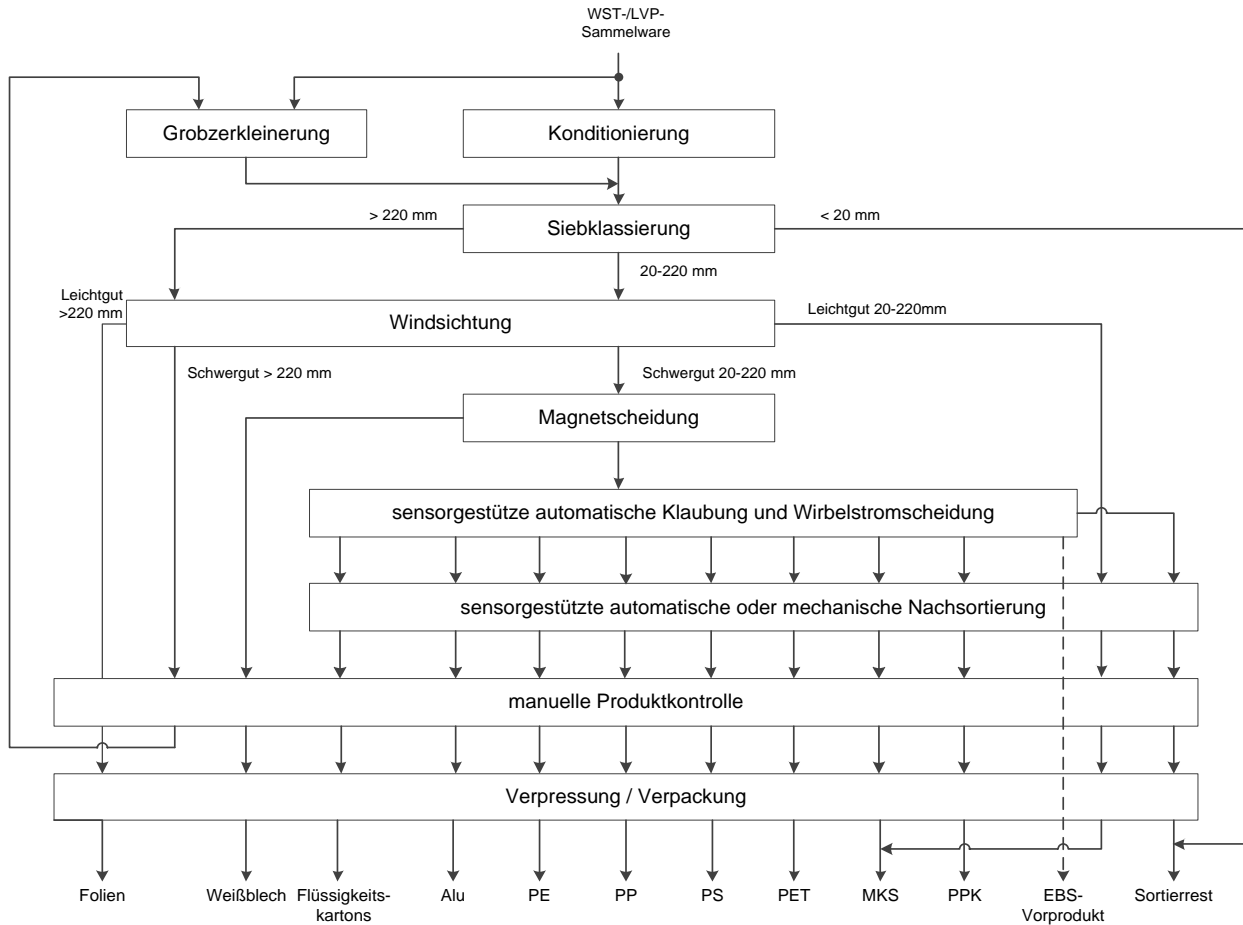 WST-/LVP-
Sammelware
Grobzerkleinerung
Konditionierung
> 220 mm
Siebklassierung
< 20 mm
20-220 mm
Leichtgut
>220 mm
Windsichtung
Leichtgut 20-220mm
Schwergut > 220 mm
Schwergut 20-220 mm
Magnetscheidung
sensorgestütze automatische Klaubung und Wirbelstromscheidung
sensorgestützte automatische oder mechanische Nachsortierung
manuelle Produktkontrolle
Verpressung / Verpackung
Folien
Weißblech
Flüssigkeits-
kartons
Alu
PE
PP
PS
PET
MKS
PPK
EBS-
Vorprodukt
Sortierrest